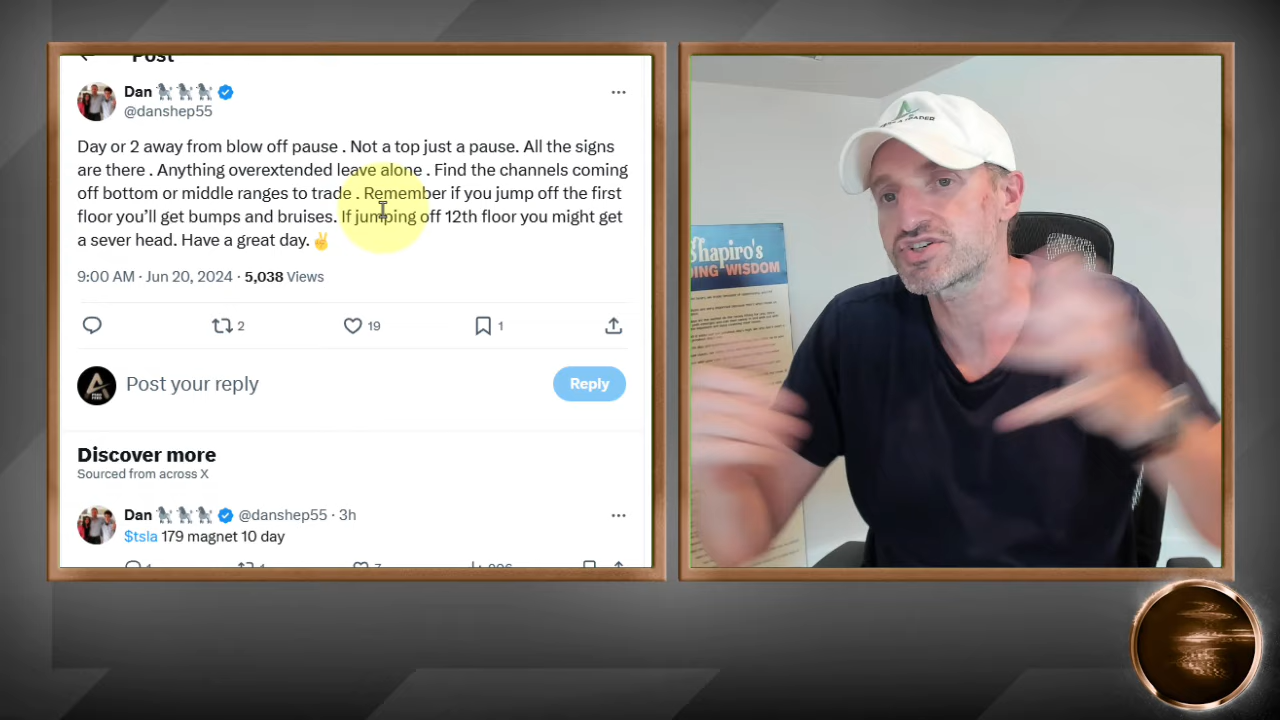 Post
Dan
@danshep55
Day or 2 away from blow off pause . Not a top just a pause. All the signs
are there . Anything overextended leave alone . Find the channels coming
off bottom or middle ranges to trade . Remember if you jump off the first
floor you’ll get bumps and bruises. If jumping off 12th floor you might get
a sever head. Have a great day.✌️
9:00 AM · Jun 20, 2024 · 5,038 Views
2
19
1
Post your reply
Reply
Discover more
Sourced from across X
Dan @danshep55 · 3h
$tsla 179 magnet 10 day
hapiro's
ING WISDOM